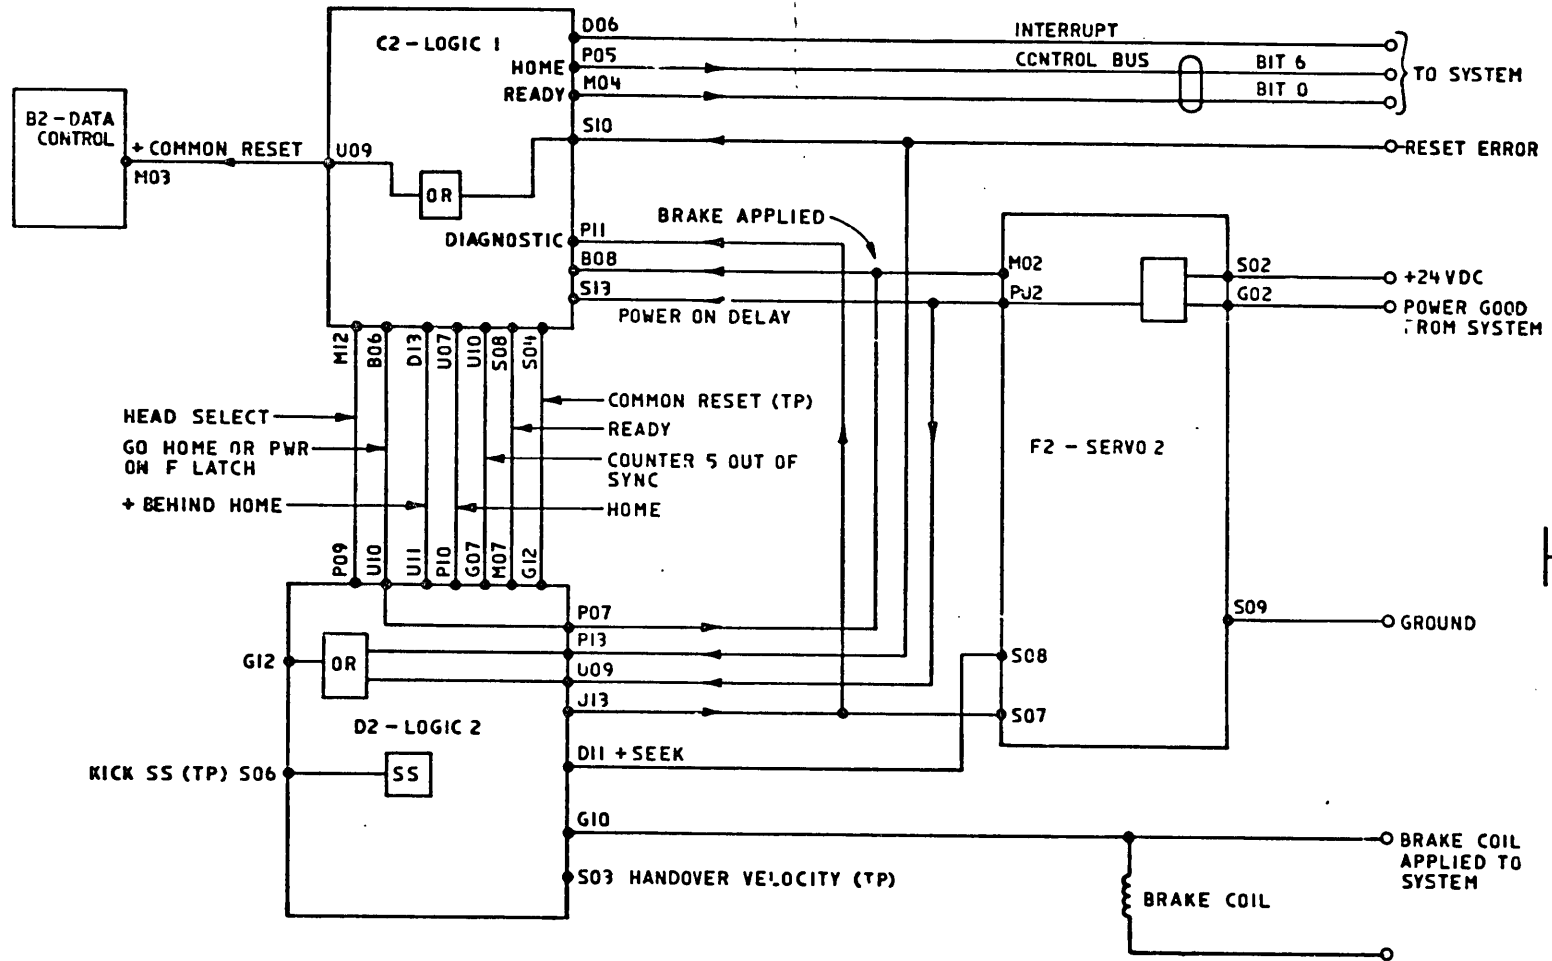 C2-LOGIC 1
D06
INTERRUPT
HOME
P05
CONTROL BUS
BIT 6
TO SYSTEM
READY
M04
BIT 0
B2-DATA
CONTROL
+ COMMON RESET
M03
U09
S10
RESET ERROR
OR
BRAKE APPLIED
DIAGNOSTIC
P11
B08
S13
POWER ON DELAY
M02
P02
S02
+24VDC
G02
POWER GOOD
FROM SYSTEM
M12
B06
D13
U07
U10
S08
S04
HEAD SELECT
COMMON RESET (TP)
GO HOME OR PWR
ON F LATCH
READY
COUNTER 5 OUT OF
SYNC
+ BEHIND HOME
HOME
F2 - SERVO 2
P09
U10
U11
P10
G07
M07
G12
S09
GROUND
P07
P13
G12
OR
U09
S08
J13
S07
D2-LOGIC 2
D11 + SEEK
KICK SS (TP) S06
SS
G10
BRAKE COIL
APPLIED TO
SYSTEM
S03 HANDOVER VELOCITY (TP)
BRAKE COIL